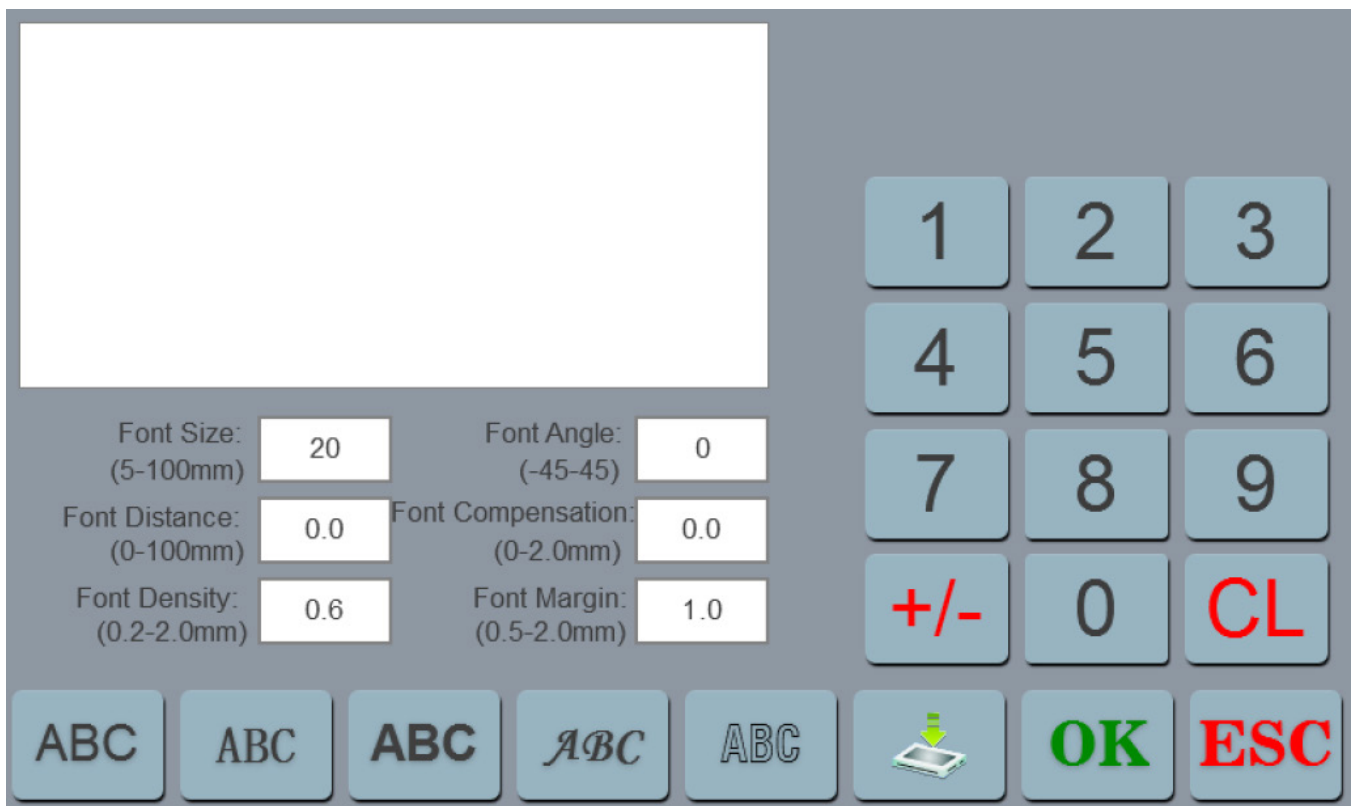 1 2 3
4 5 6
Font Size: 20 Font Angle: 0
(5-100mm) (-45-45)
7 8 9
Font Distance: 0.0 Font Compensation: 0.0
(0-100mm) (0-2.0mm)
Font Density: 0.6 Font Margin: 1.0
(0.2-2.0mm) (0.5-2.0mm)
+/- 0 CL
ABC ABC ABC ABC ABC OK ESC